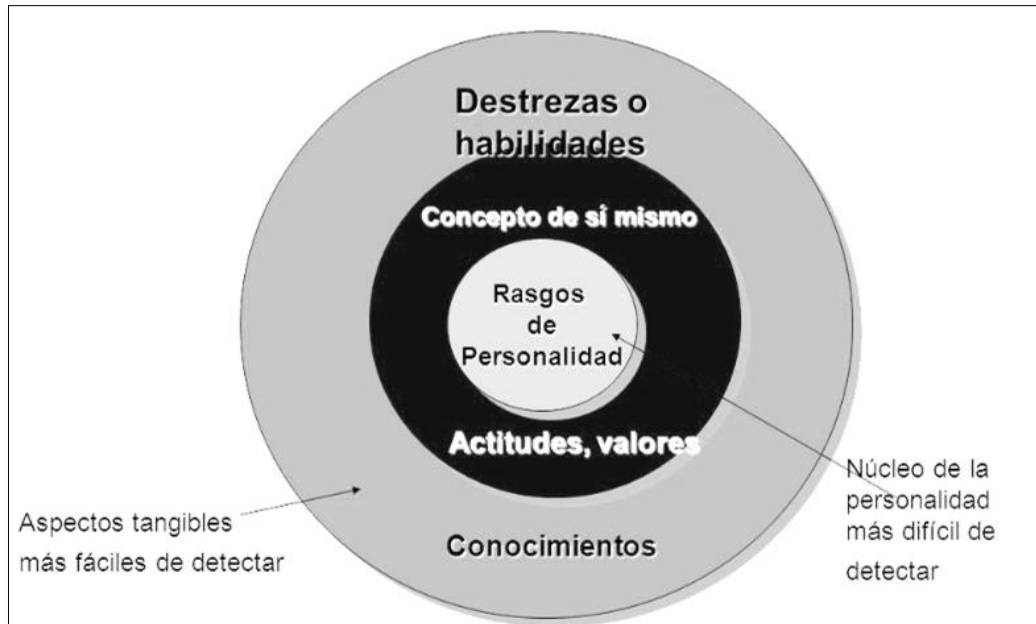 Destrezas o
habilidades
Concepto de sí mismo
Rasgos
de
Personalidad
Actitudes, valores
Conocimientos
Aspectos tangibles
más fáciles de detectar
Núcleo de la
personalidad
más difícil de
detectar